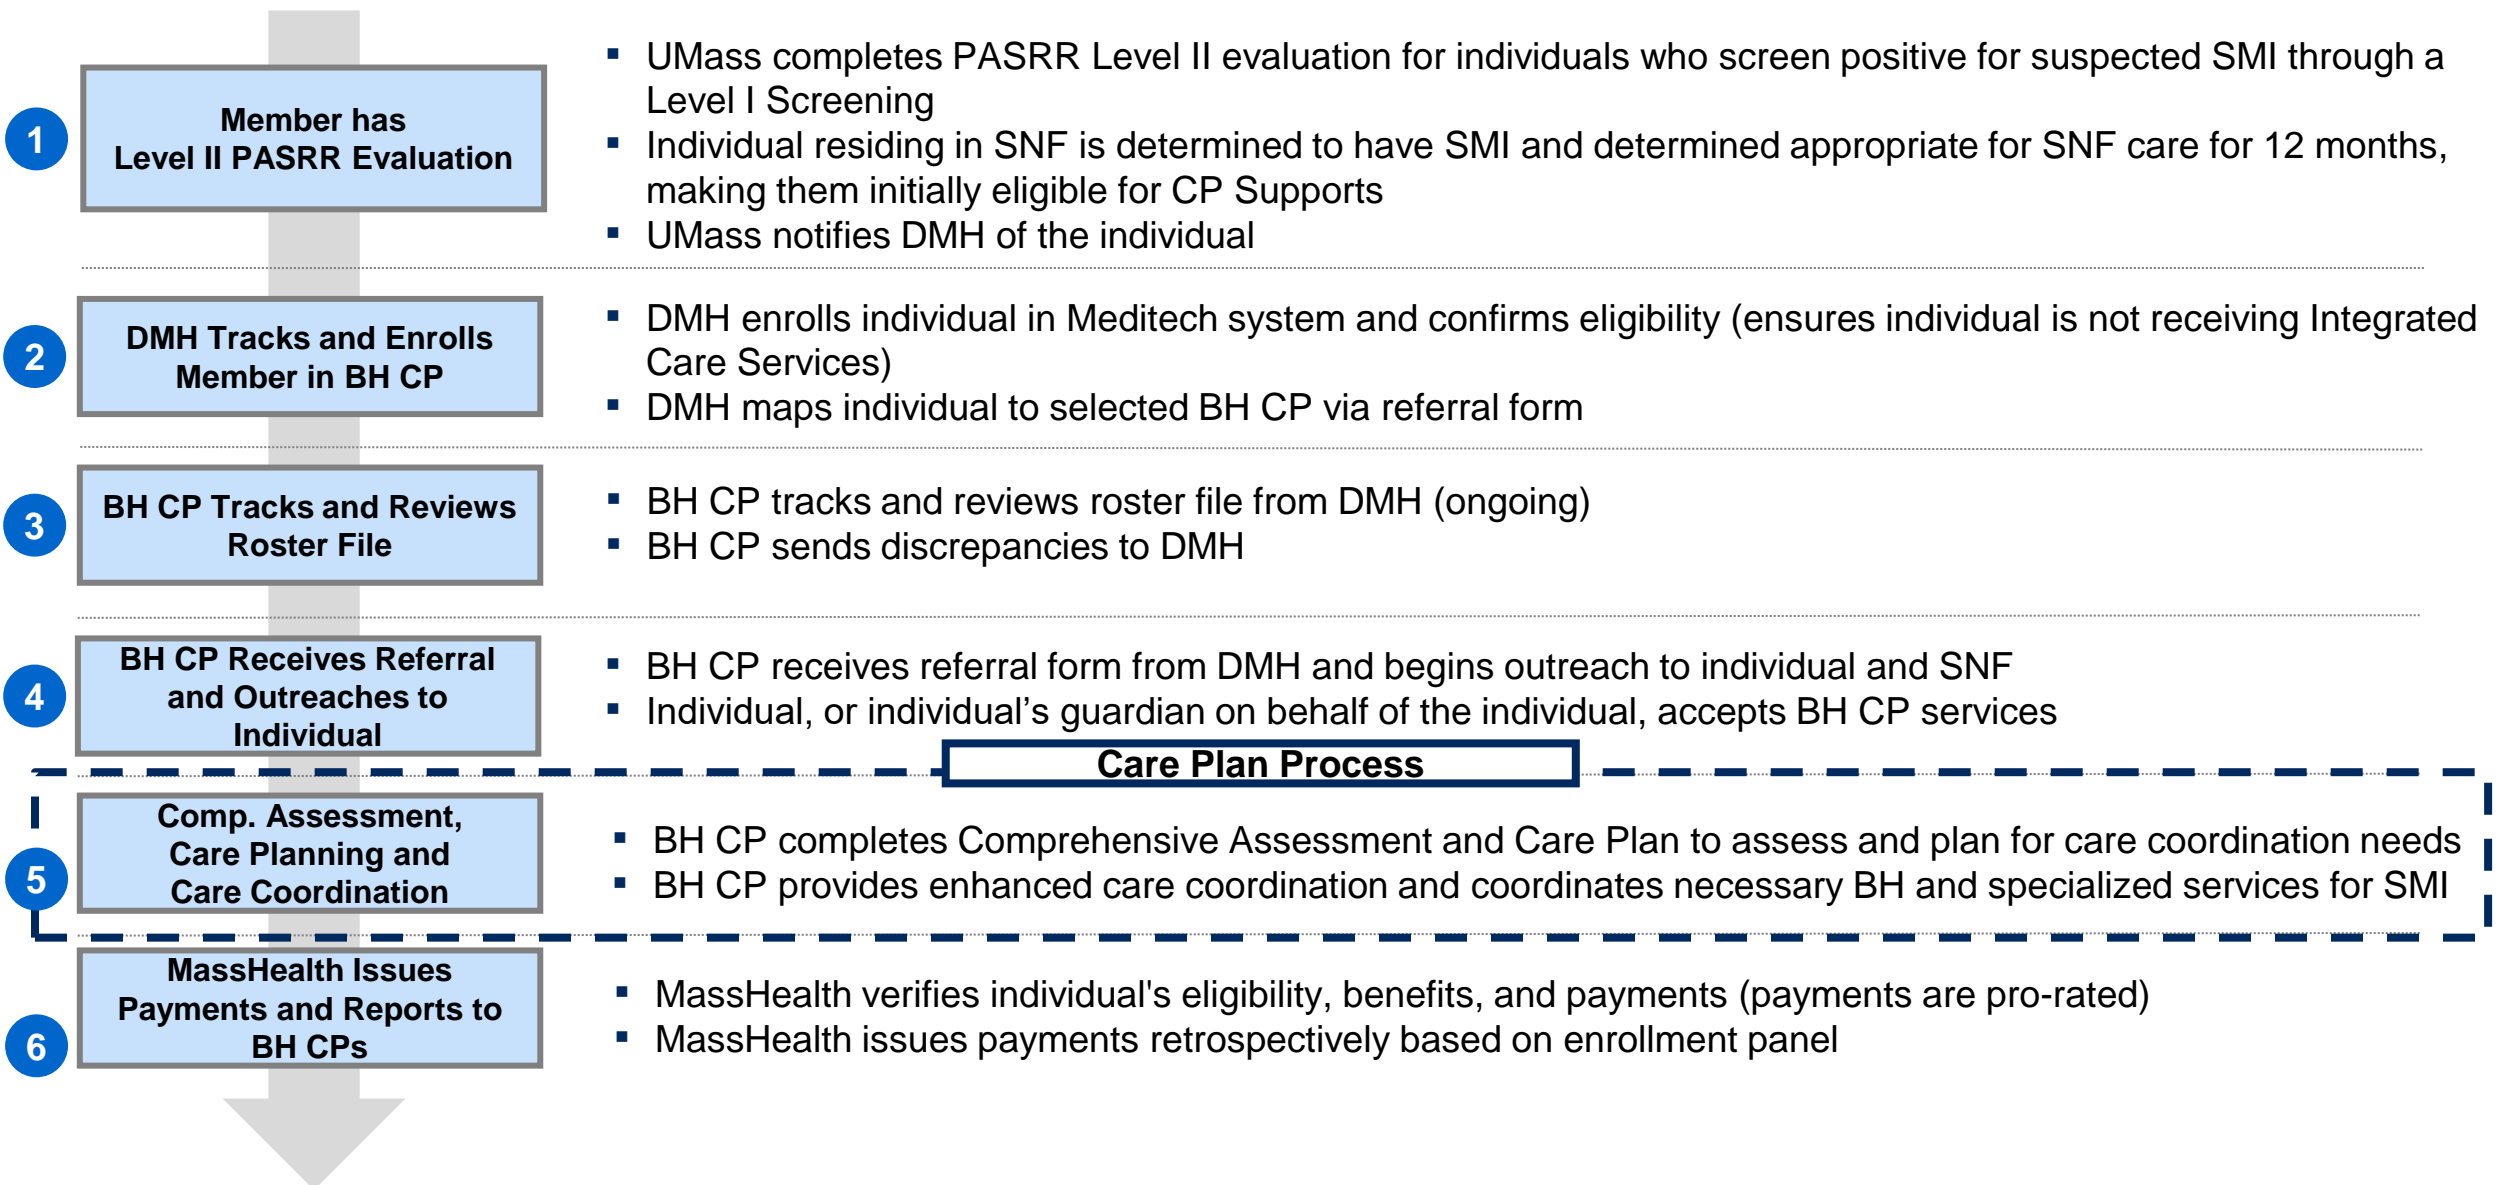 1
Member has
Level II PASRR Evaluation
▪ UMass completes PASRR Level II evaluation for individuals who screen positive for suspected SMI through a
Level I Screening
▪ Individual residing in SNF is determined to have SMI and determined appropriate for SNF care for 12 months,
making them initially eligible for CP Supports
▪ UMass notifies DMH of the individual
2
DMH Tracks and Enrolls
Member in BH CP
▪ DMH enrolls individual in Meditech system and confirms eligibility (ensures individual is not receiving Integrated
Care Services)
▪ DMH maps individual to selected BH CP via referral form
3
BH CP Tracks and Reviews
Roster File
▪ BH CP tracks and reviews roster file from DMH (ongoing)
▪ BH CP sends discrepancies to DMH
4
BH CP Receives Referral
and Outreaches to
Individual
▪ BH CP receives referral form from DMH and begins outreach to individual and SNF
▪ Individual, or individual’s guardian on behalf of the individual, accepts BH CP services
Care Plan Process
5
Comp. Assessment,
Care Planning and
Care Coordination
▪ BH CP completes Comprehensive Assessment and Care Plan to assess and plan for care coordination needs
▪ BH CP provides enhanced care coordination and coordinates necessary BH and specialized services for SMI
6
MassHealth Issues
Payments and Reports to
BH CPs
▪ MassHealth verifies individual's eligibility, benefits, and payments (payments are pro-rated)
▪ MassHealth issues payments retrospectively based on enrollment panel